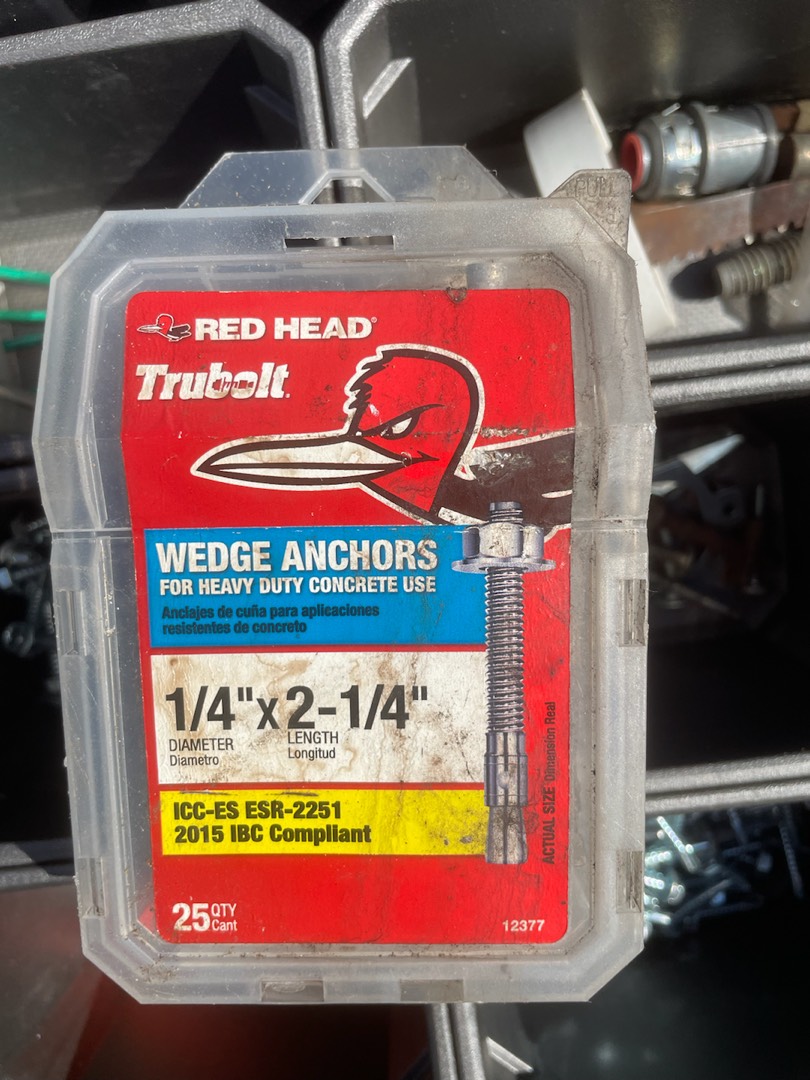 RED HEAD®
Trubolt®
WEDGE ANCHORS
FOR HEAVY DUTY CONCRETE USE
Anclajes de cuña para aplicaciones
resistentes de concreto
1/4" x 2-1/4"
DIAMETER LENGTH
Diametro Longitud
ACTUAL SIZE Dimension Real
ICC-ES ESR-2251
2015 IBC Compliant
25 QTY
Cant
12377